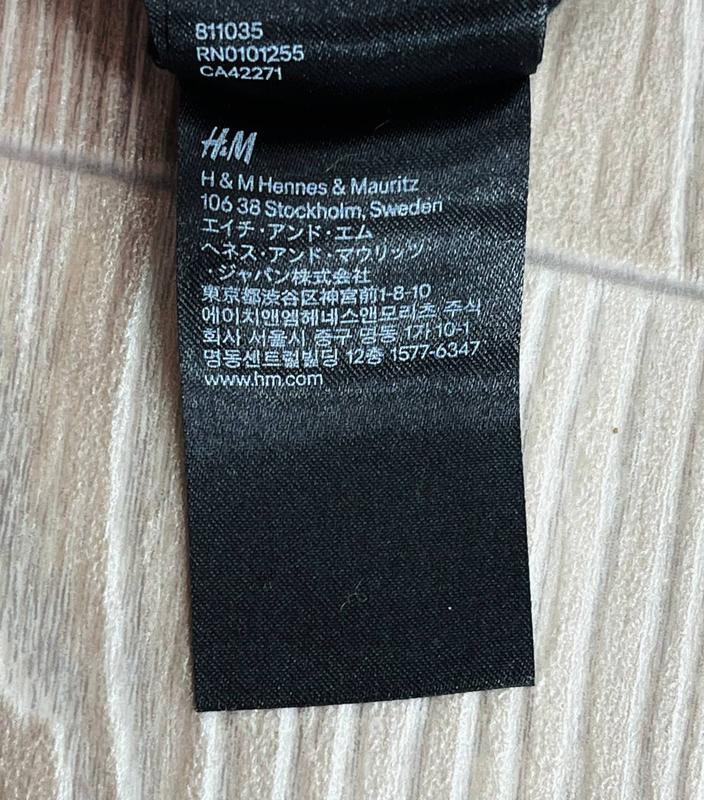 811035
RN0101255
CA42271
H&M
H & M Hennes & Mauritz
106 38 Stockholm, Sweden
エイチ・アンド・エム
ヘネス・アンド・マウリッツ
・ジャパン株式会社
東京都渋谷区神宮前1-8-10
에이치앤엠헤네스앤모리츠 주식
회사 서울시 중구 명동 1가 10-1
명동센트럴빌딩 12층 1577-6347
www.hm.com